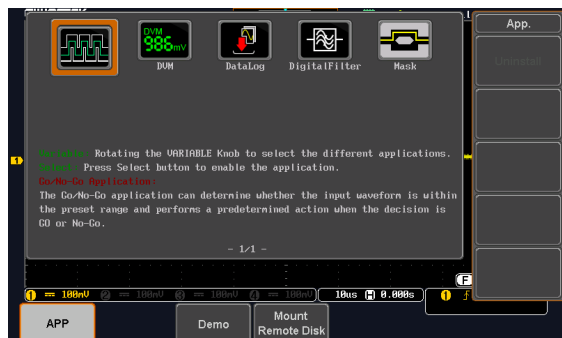 App.
Uninstall
DVM
986mV
DVM
DataLog
DigitalFilter
Mask
Variable: Rotating the VARIABLE Knob to select the different applications.
Select: Press Select button to enable the application.
Go/No-Go Application:
The Go/No-Go application can determine whether the input waveform is within
the preset range and performs a predetermined action when the decision is
GO or No-Go.
- 1/1 -
1
F
1 100mV 2 100mV 3 100mV 4 100mV 10us H 0.000s 1
APP
Demo
Mount
Remote Disk